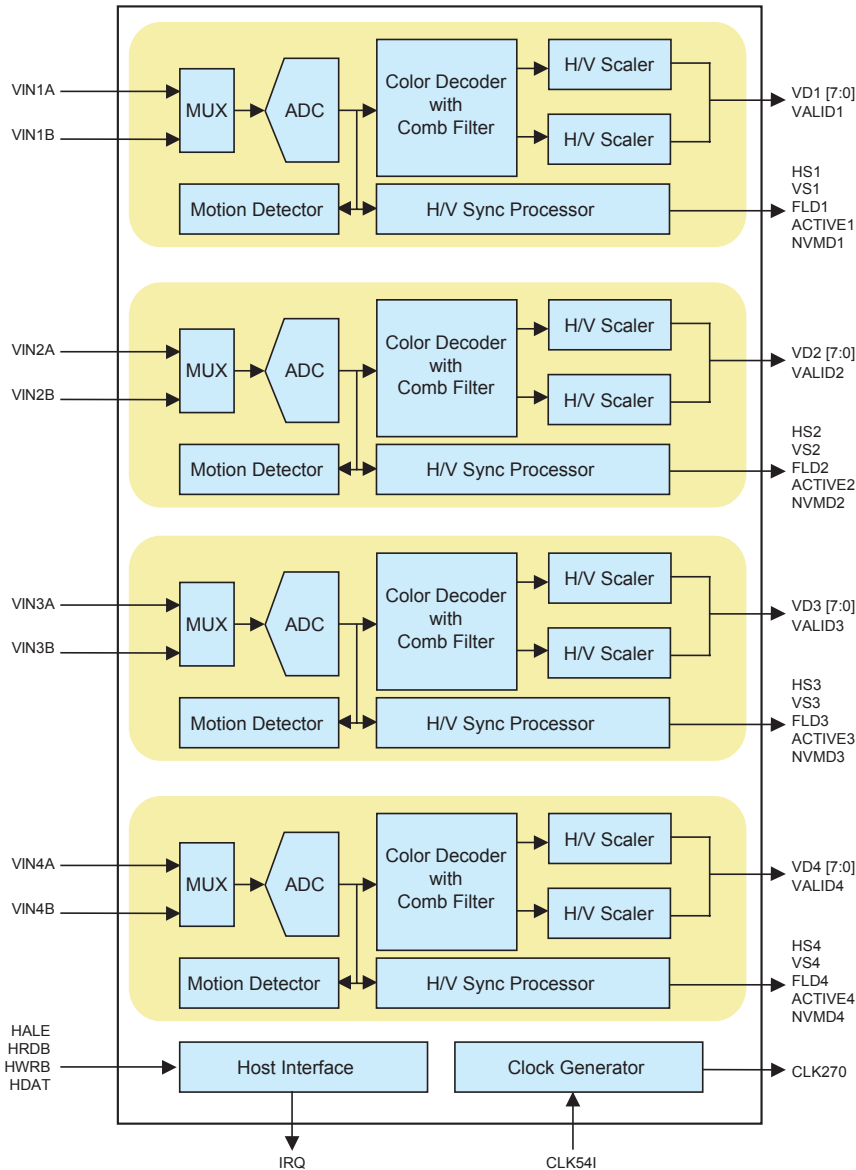 VIN1A
VIN1B
MUX
ADC
Color Decoder
with
Comb Filter
H/V Scaler
H/V Scaler
VD1 [7:0]
VALID1
Motion Detector
H/V Sync Processor
HS1
VS1
FLD1
ACTIVE1
NVMD1
VIN2A
VIN2B
MUX
ADC
Color Decoder
with
Comb Filter
H/V Scaler
H/V Scaler
VD2 [7:0]
VALID2
Motion Detector
H/V Sync Processor
HS2
VS2
FLD2
ACTIVE2
NVMD2
VIN3A
VIN3B
MUX
ADC
Color Decoder
with
Comb Filter
H/V Scaler
H/V Scaler
VD3 [7:0]
VALID3
Motion Detector
H/V Sync Processor
HS3
VS3
FLD3
ACTIVE3
NVMD3
VIN4A
VIN4B
MUX
ADC
Color Decoder
with
Comb Filter
H/V Scaler
H/V Scaler
VD4 [7:0]
VALID4
Motion Detector
H/V Sync Processor
HS4
VS4
FLD4
ACTIVE4
NVMD4
HALE
HRDB
HWRB
HDAT
Host Interface
Clock Generator
CLK270
IRQ
CLK54I